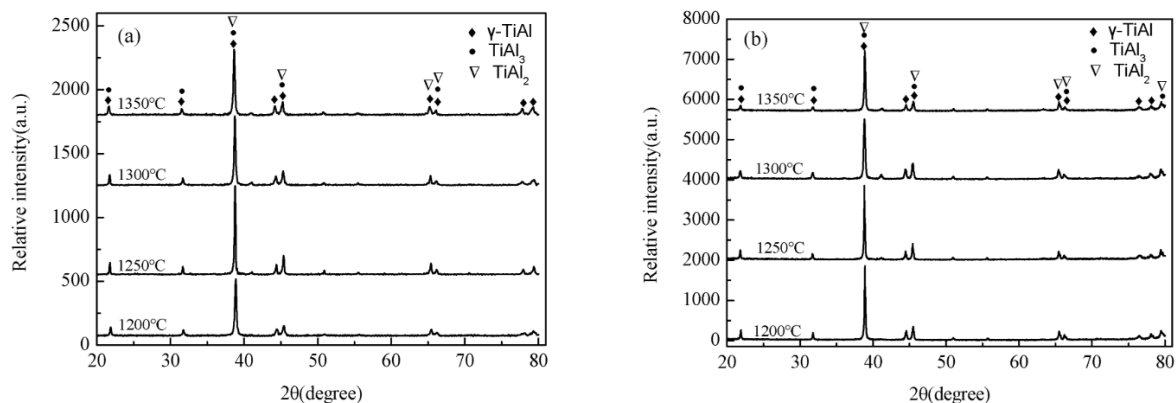 (a)
γ-TiAl
TiAl3
TiAl2
2500
2000
1500
1000
500
0
Relative intensity(a.u.)
1350°C
1300°C
1250°C
1200°C
20 30 40 50 60 70 80
2θ(degree)
(b)
γ-TiAl
TiAl3
TiAl2
8000
7000
6000
5000
4000
3000
2000
1000
0
Relative intensity(a.u.)
1350°C
1300°C
1250°C
1200°C
20 30 40 50 60 70 80
2θ(degree)